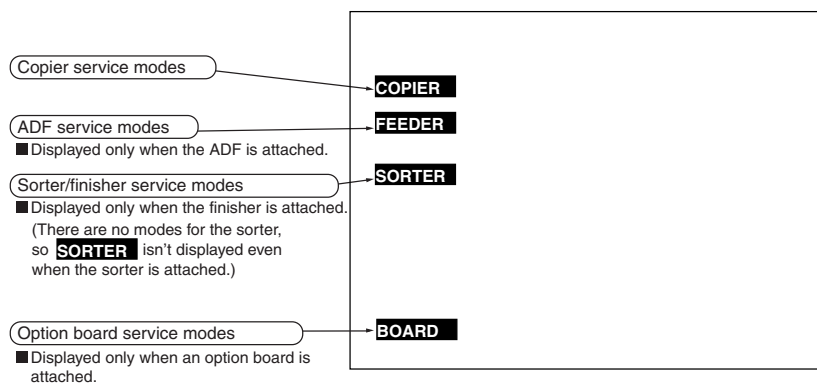 Copier service modes
COPIER
ADF service modes
FEEDER
■Displayed only when the ADF is attached.
Sorter/finisher service modes
SORTER
■Displayed only when the finisher is attached.
(There are no modes for the sorter,
so SORTER isn't displayed even
when the sorter is attached.)
Option board service modes
BOARD
■Displayed only when an option board is
attached.